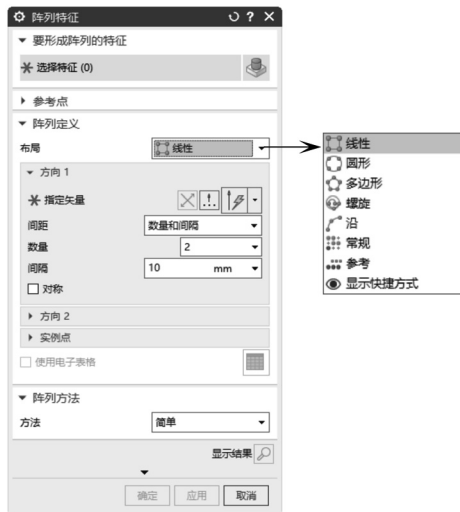 阵列特征
要形成阵列的特征
选择特征 (0)
参考点
阵列定义
布局 线性
方向 1
指定矢量
间距 数量和间隔
数量 2
间隔 10 mm
对称
方向 2
实例点
使用电子表格
阵列方法
方法 简单
显示结果
确定 应用 取消
线性
圆形
多边形
螺旋
沿
常规
参考
显示快捷方式